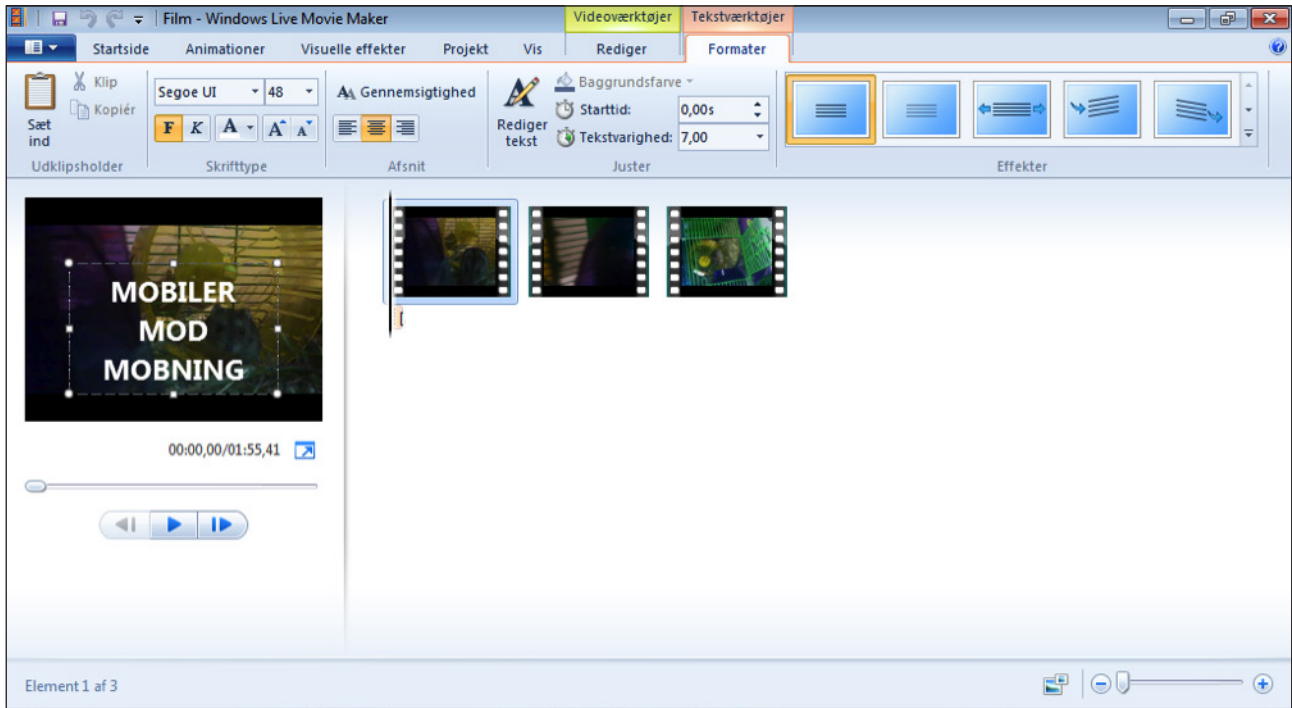 Film - Windows Live Movie Maker
Videoværktøjer
Tekstværktøjer
Startside
Animationer
Visuelle effekter
Projekt
Vis
Rediger
Formater
Sæt
ind
Klip
Kopiér
Udklipsholder
Segoe UI
48
F K A A A
Skrifttype
AA Gennemsigtighed
Afsnit
Rediger
tekst
Baggrundsfarve
Starttid: 0,00s
Tekstvarighed: 7,00
Juster
Effekter
MOBILER
MOD
MOBNING
00:00,00/01:55,41
Element 1 af 3